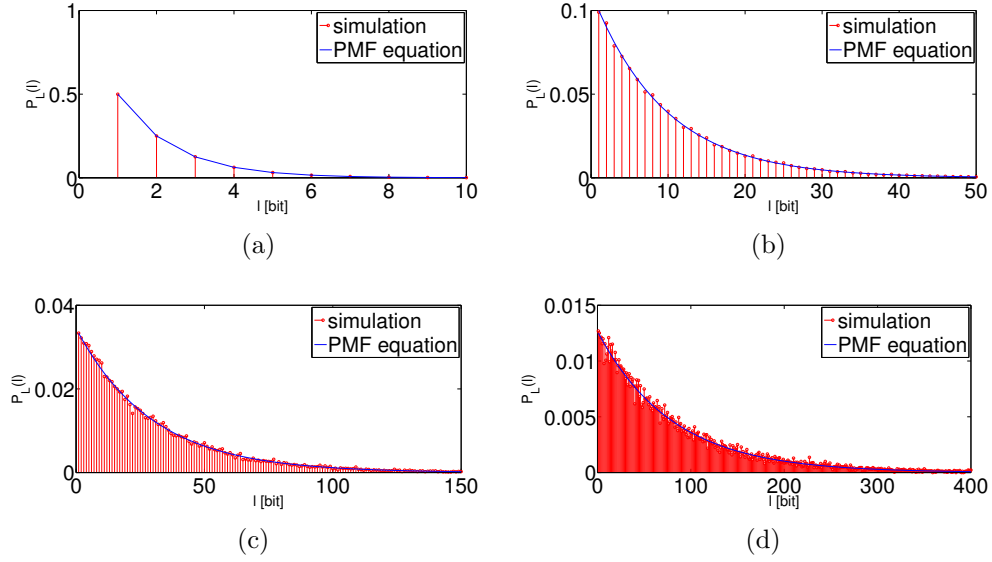 1
0.5
0
P_L(l)
0 2 4 6 8 10
l [bit]
simulation
PMF equation
(a)
0.1
0.05
0
P_L(l)
0 10 20 30 40 50
l [bit]
simulation
PMF equation
(b)
0.04
0.02
0
P_L(l)
0 50 100 150
l [bit]
simulation
PMF equation
(c)
0.015
0.01
0.005
0
P_L(l)
0 100 200 300 400
l [bit]
simulation
PMF equation
(d)